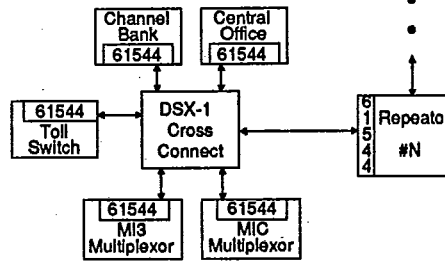 Channel
Bank
61544
Central
Office
61544
61544
Toll
Switch
DSX-1
Cross
Connect
61544
Repeato
#N
61544
MI3
Multiplexor
61544
MIC
Multiplexor